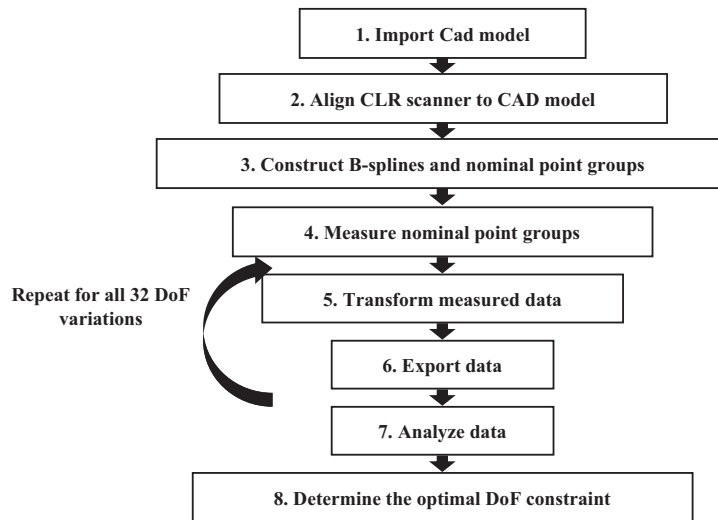 1. Import Cad model
2. Align CLR scanner to CAD model
3. Construct B-splines and nominal point groups
4. Measure nominal point groups
Repeat for all 32 DoF
variations
5. Transform measured data
6. Export data
7. Analyze data
8. Determine the optimal DoF constraint